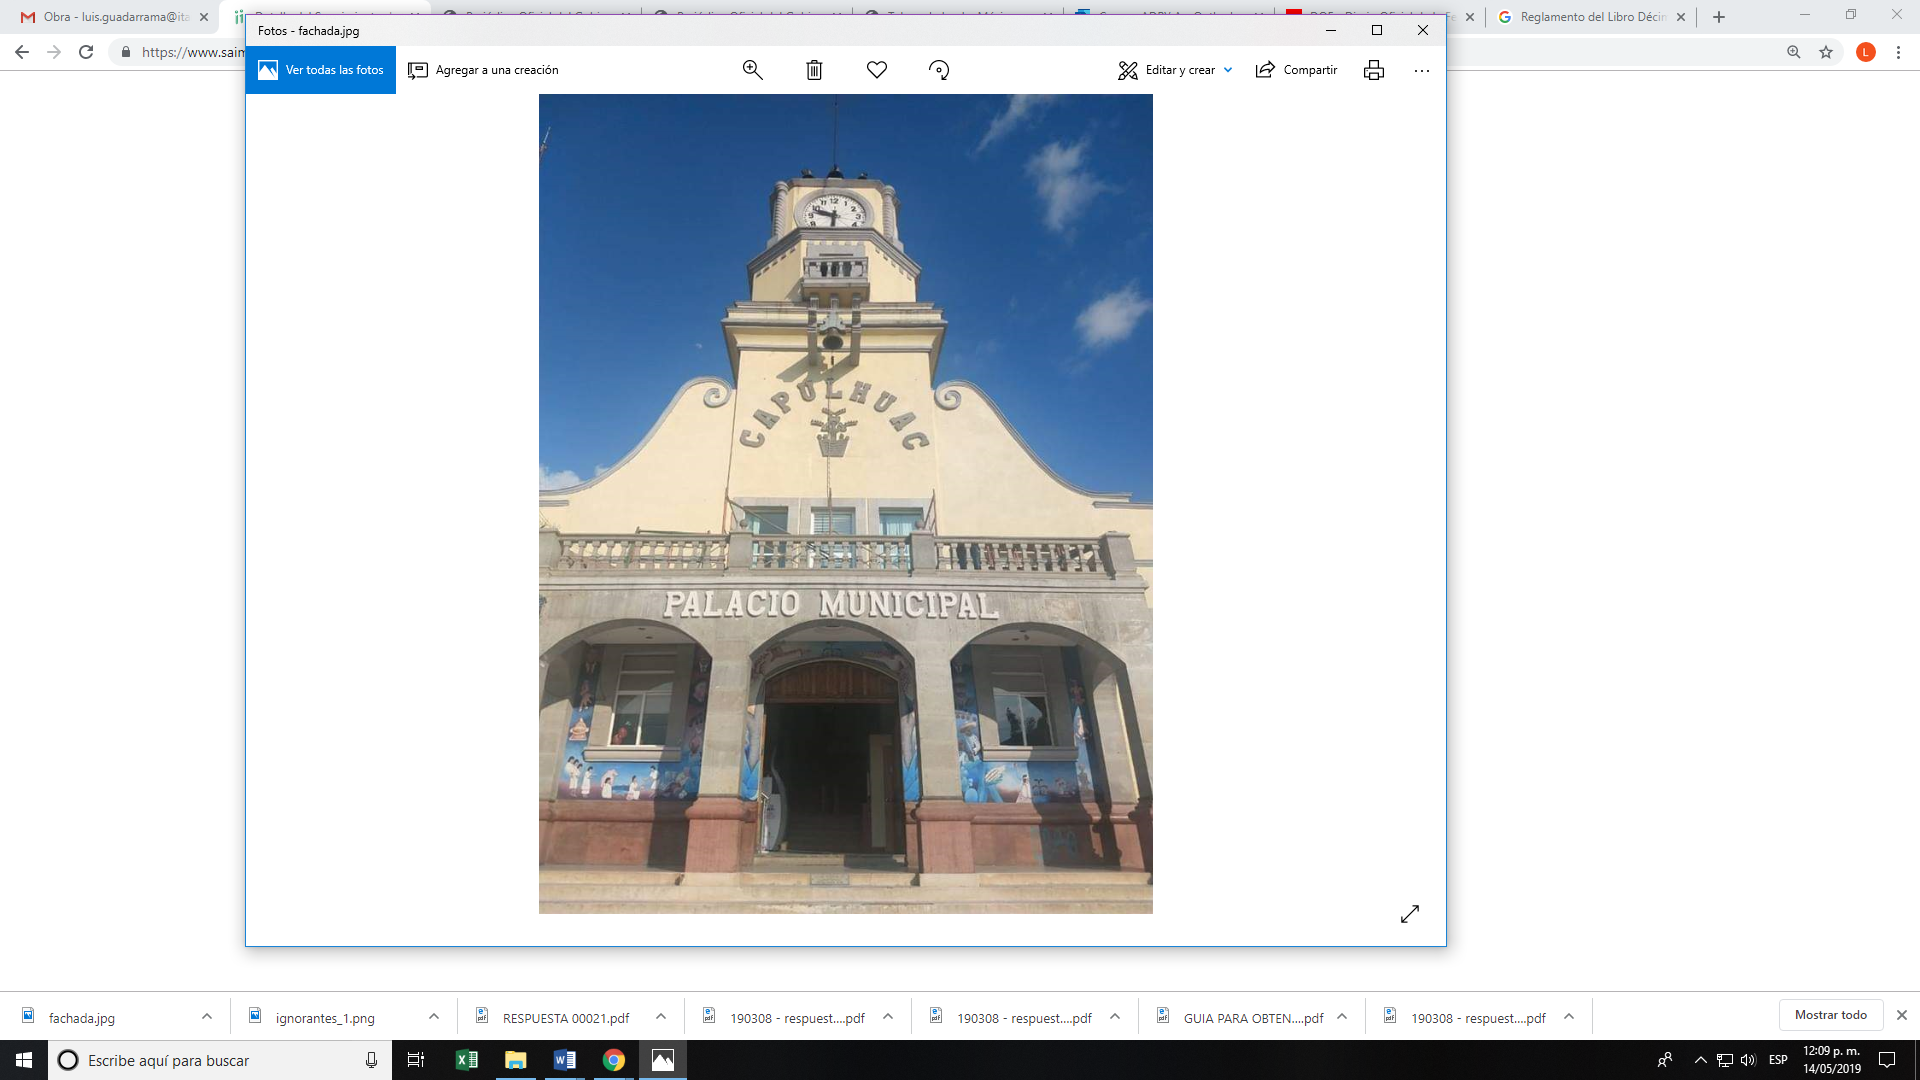 Obra - luis.guadarrama@ita
Reglamento del Libro Décim
https://www.saim
L
Fotos - fachada.jpg
Ver todas las fotos
Agregar a una creación
Editar y crear
Compartir
CAPULHUAC
PALACIO MUNICIPAL
fachada.jpg
ignorantes_1.png
RESPUESTA 00021.pdf
190308 - respuest....pdf
190308 - respuest....pdf
GUIA PARA OBTEN....pdf
190308 - respuest....pdf
Mostrar todo
Escribe aquí para buscar
ESP
12:09 p. m.
14/05/2019